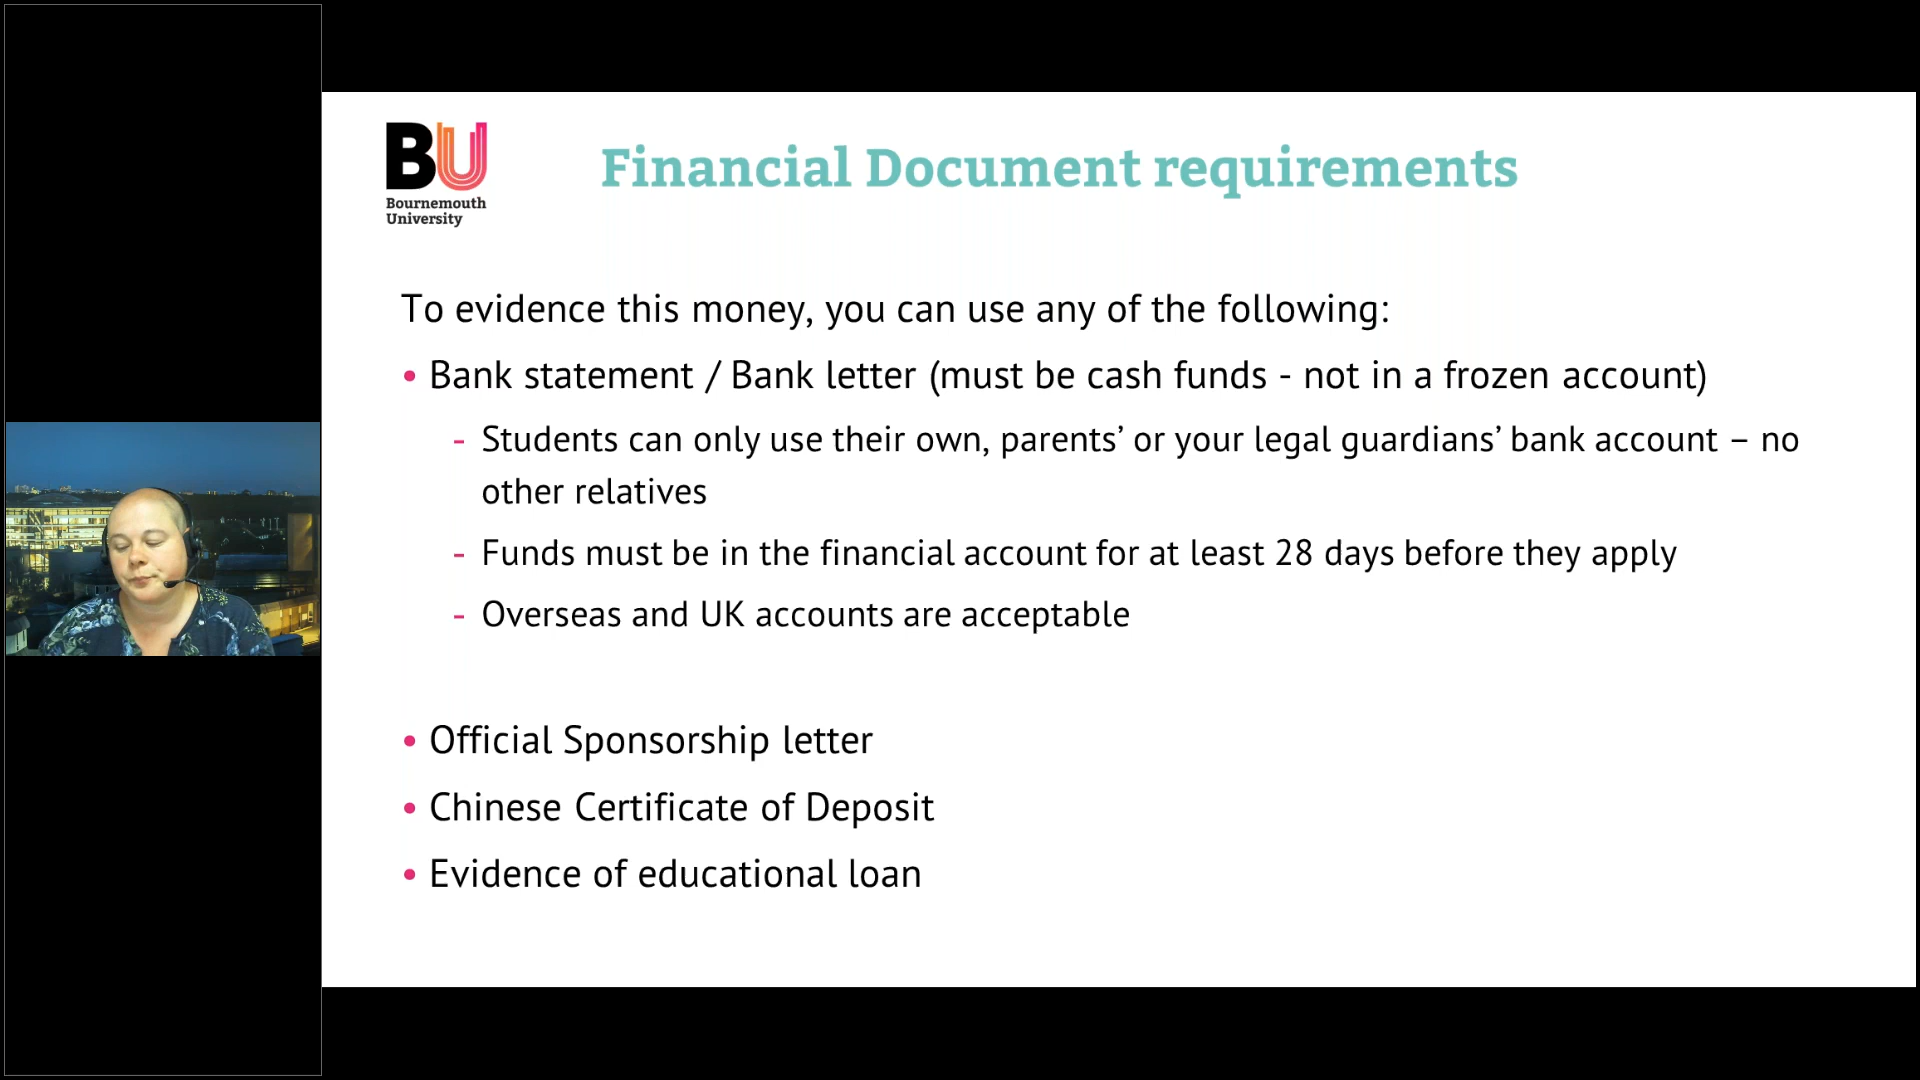 BU
Bournemouth
University
Financial Document requirements
To evidence this money, you can use any of the following:
• Bank statement / Bank letter (must be cash funds - not in a frozen account)
- Students can only use their own, parents’ or your legal guardians’ bank account – no
other relatives
- Funds must be in the financial account for at least 28 days before they apply
- Overseas and UK accounts are acceptable
• Official Sponsorship letter
• Chinese Certificate of Deposit
• Evidence of educational loan